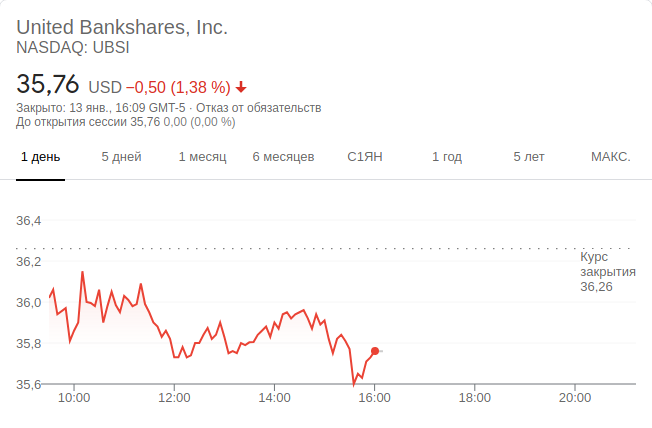 United Bankshares, Inc.
NASDAQ: UBSI
35,76 USD −0,50 (1,38 %)
Закрыто: 13 янв., 16:09 GMT-5 · Отказ от обязательств
До открытия сессии 35,76 0,00 (0,00 %)
1 день 5 дней 1 месяц 6 месяцев С1ЯН 1 год 5 лет МАКС.
36,4
36,2
36,0
35,8
35,6
Курс
закрытия
36,26
10:00 12:00 14:00 16:00 18:00 20:00